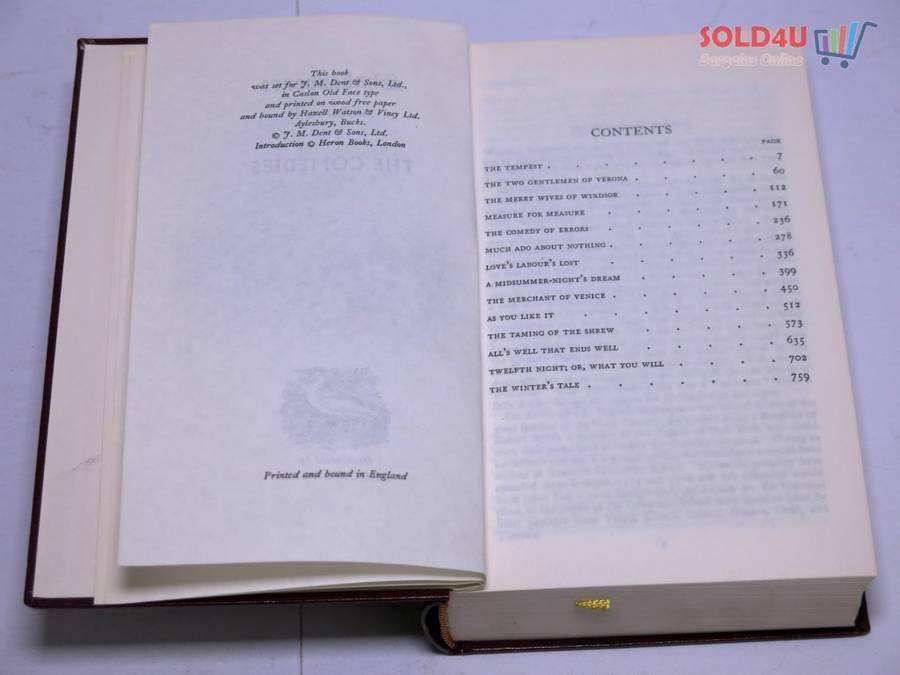 This book
was set for J. M. Dent & Sons, Ltd.,
in Caslon Old Face type
and printed on wood free paper
and bound by Hazell Watson & Viney Ltd.
Aylesbury, Bucks.
© J. M. Dent & Sons, Ltd.
Introduction © Heron Books, London
THE COMEDIES
Printed and bound in England
SOLD4U
Bargains Online
CONTENTS
PAGE
THE TEMPEST . . . . . . . . 7
THE TWO GENTLEMEN OF VERONA . . . . . 60
THE MERRY WIVES OF WINDSOR . . . . . 112
MEASURE FOR MEASURE . . . . . . 171
THE COMEDY OF ERRORS . . . . . . 236
MUCH ADO ABOUT NOTHING . . . . . . 278
LOVE'S LABOUR'S LOST . . . . . . 336
A MIDSUMMER-NIGHT'S DREAM . . . . . 399
THE MERCHANT OF VENICE . . . . . . 450
AS YOU LIKE IT . . . . . . . 512
THE TAMING OF THE SHREW . . . . . 573
ALL'S WELL THAT ENDS WELL . . . . . 635
TWELFTH NIGHT; OR, WHAT YOU WILL . . . . 702
THE WINTER'S TALE . . . . . . . 759